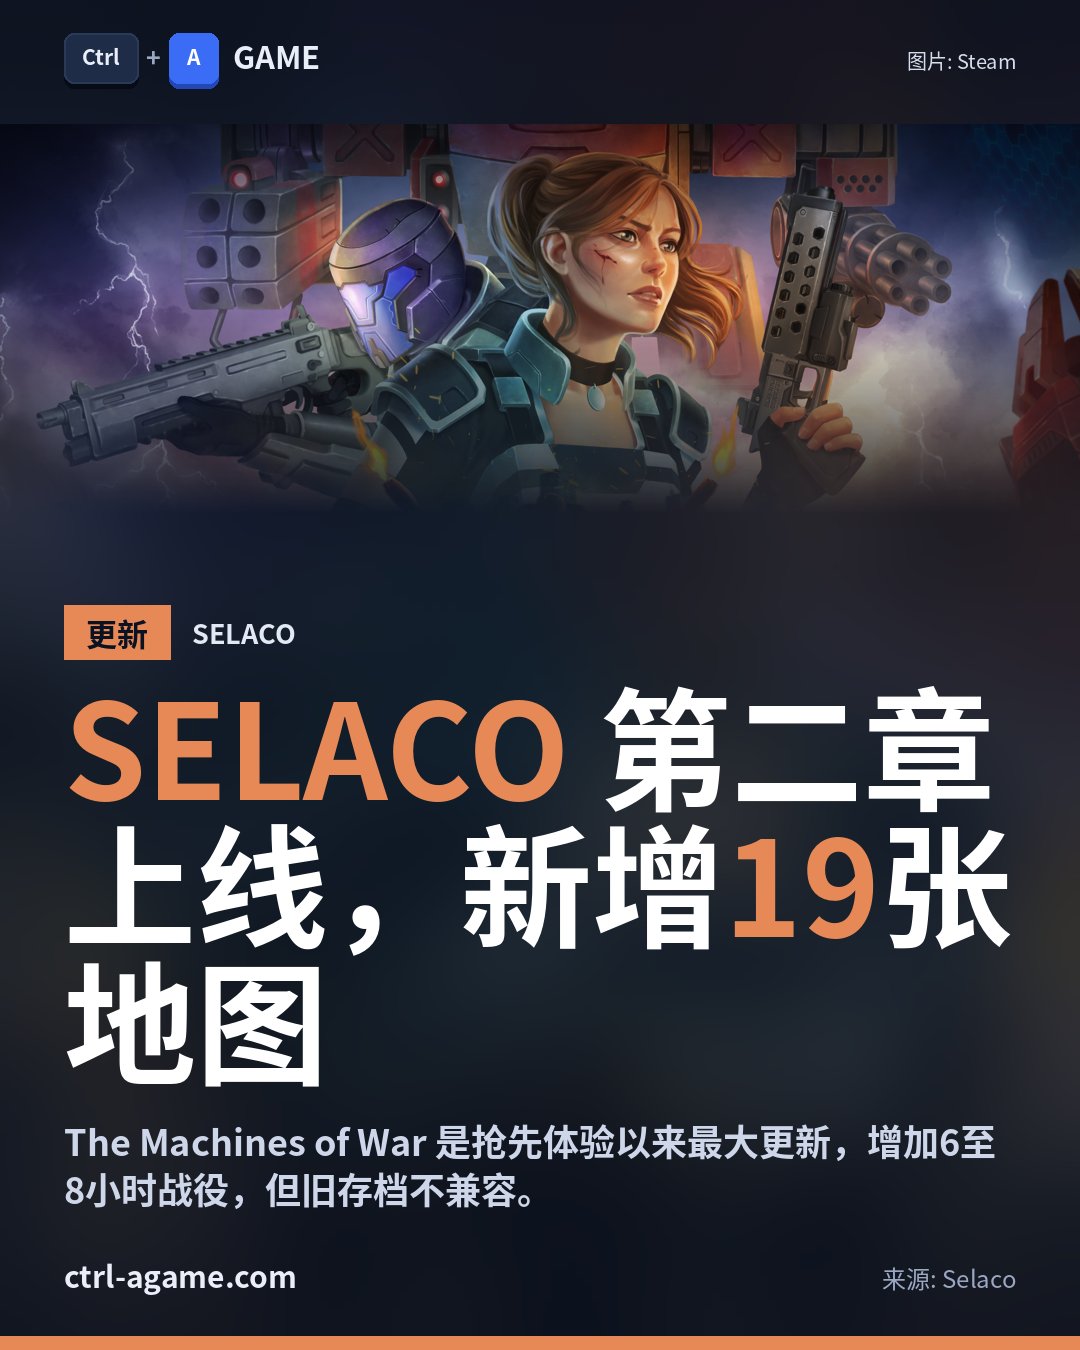 Ctrl + A GAME
图片: Steam
更新 SELACO
SELACO 第二章
上线，新增19张
地图
The Machines of War 是抢先体验以来最大更新，增加6至
8小时战役，但旧存档不兼容。
ctrl-agame.com
来源: Selaco